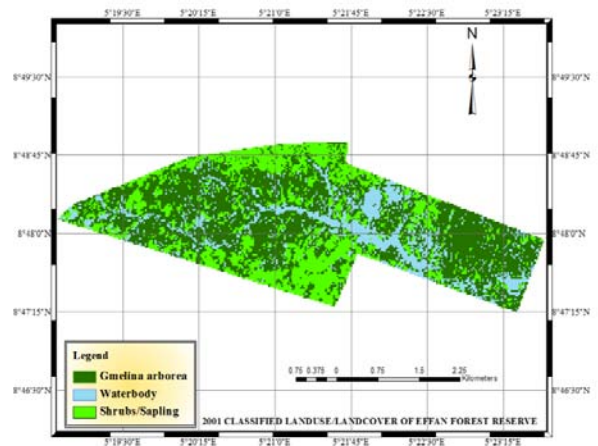 5°19'30"E 5°20'15"E 5°21'0"E 5°21'45"E 5°22'30"E 5°23'15"E
N
8°49'30"N 8°49'30"N
8°48'45"N 8°48'45"N
8°48'0"N 8°48'0"N
8°47'15"N 8°47'15"N
Legend
Gmelina arborea
Waterbody
Shrubs/Sapling
0.75 0.375 0 0.75 1.5 2.25
Kilometers
8°46'30"N 8°46'30"N
2001 CLASSIFIED LANDUSE/LANDCOVER OF EFFAN FOREST RESERVE
5°19'30"E 5°20'15"E 5°21'0"E 5°21'45"E 5°22'30"E 5°23'15"E